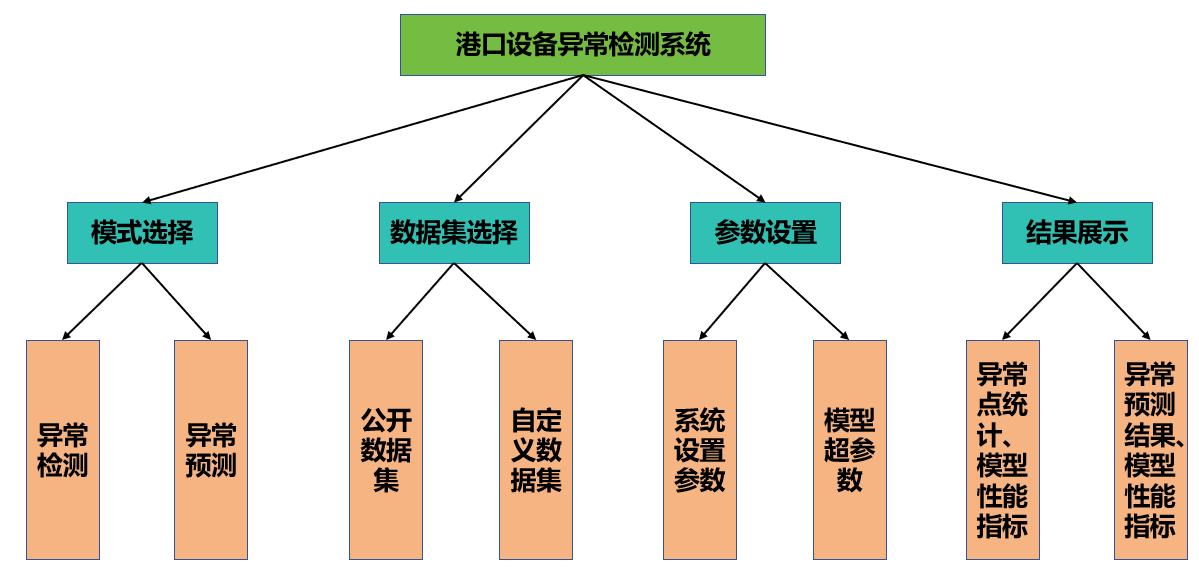 港口设备异常检测系统
模式选择
数据集选择
参数设置
结果展示
异常
检测
异常
预测
公开
数据
集
自定
义数
据集
系统
设置
参数
模型
超参
数
异常
点统
计、
模型
性能
指标
异常
预测
结果、
模型
性能
指标